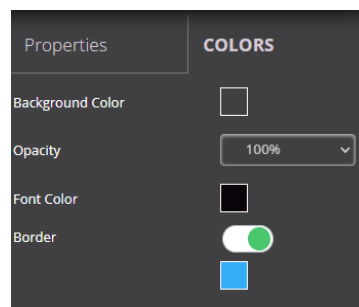 Properties COLORS
Background Color
Opacity 100%
Font Color
Border